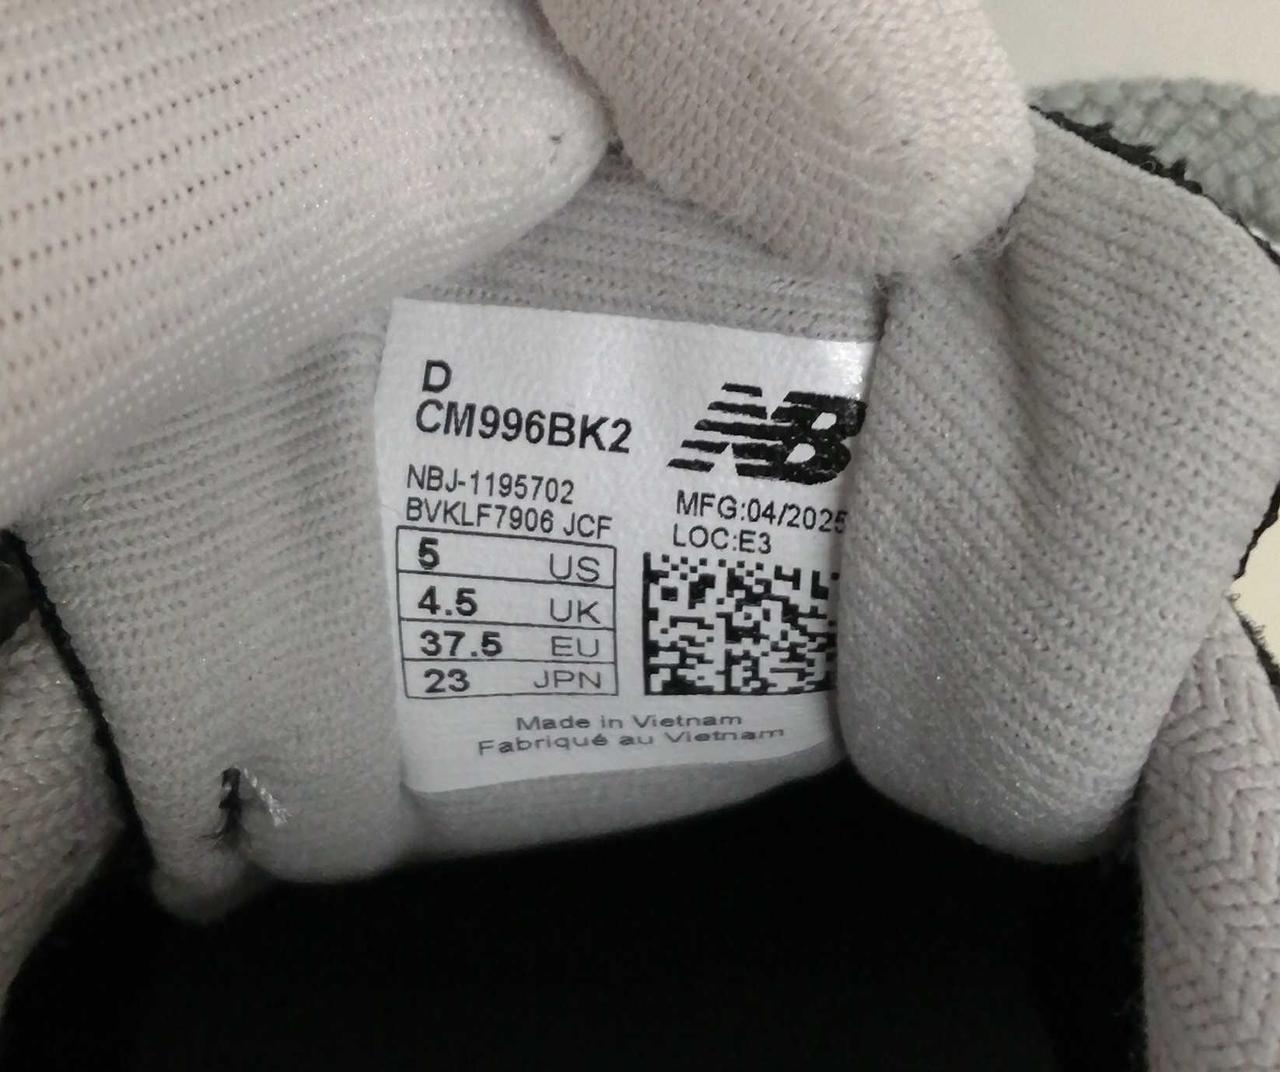 D
CM996BK2
NBJ-1195702
BVKLF7906 JCF
5 US
4.5 UK
37.5 EU
23 JPN
NB
MFG:04/2025
LOC:E3
Made in Vietnam
Fabriqué au Vietnam